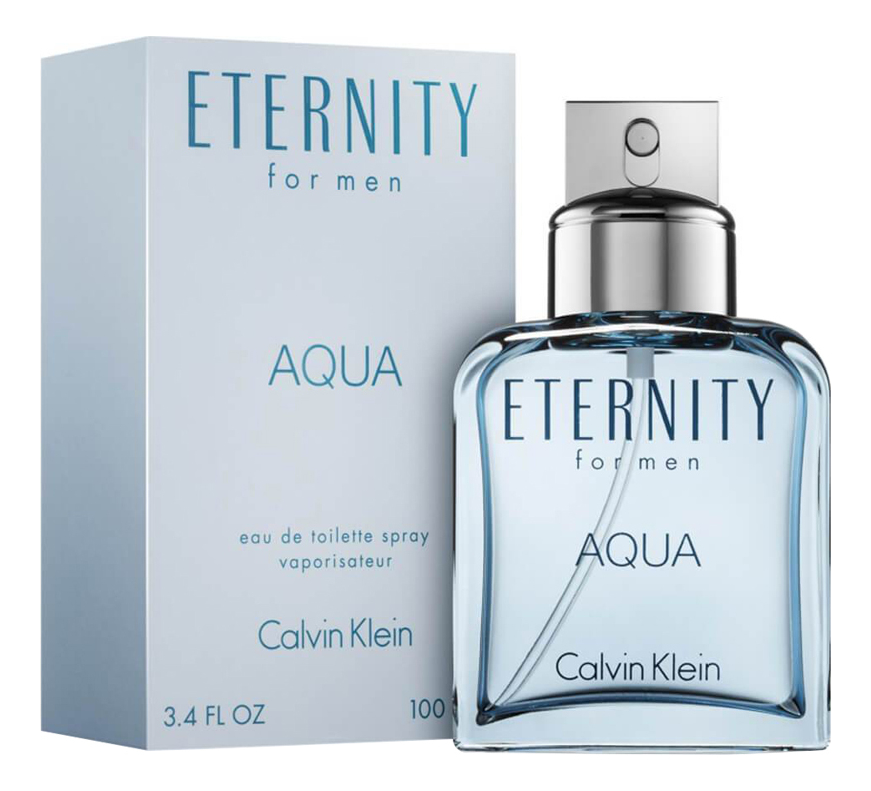 ETERNITY
for men
AQUA
eau de toilette spray
vaporisateur
Calvin Klein
3.4 FL OZ
100
ETERNITY
for men
AQUA
Calvin Klein